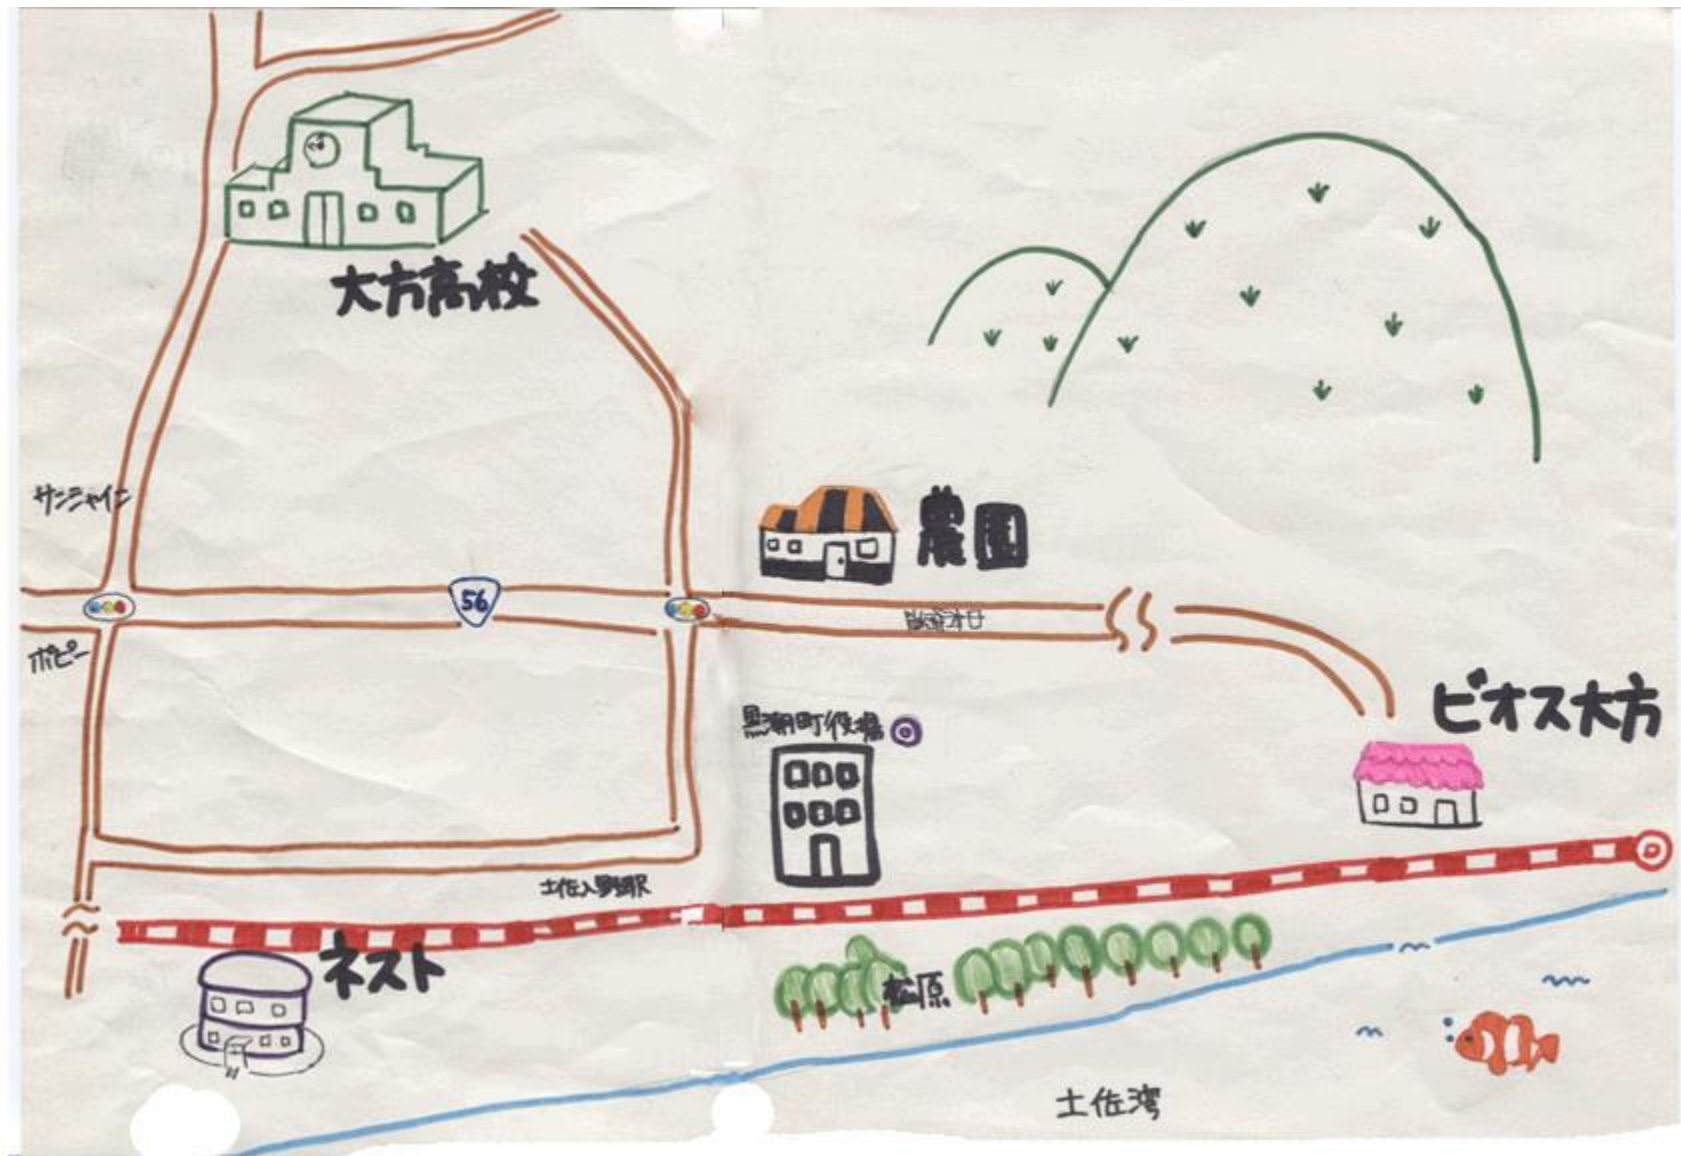 大方高校
サンシャイン
農園
56
ポピー
ビオス大方
黒潮町役場
土佐入野駅
ネスト
松原
土佐湾